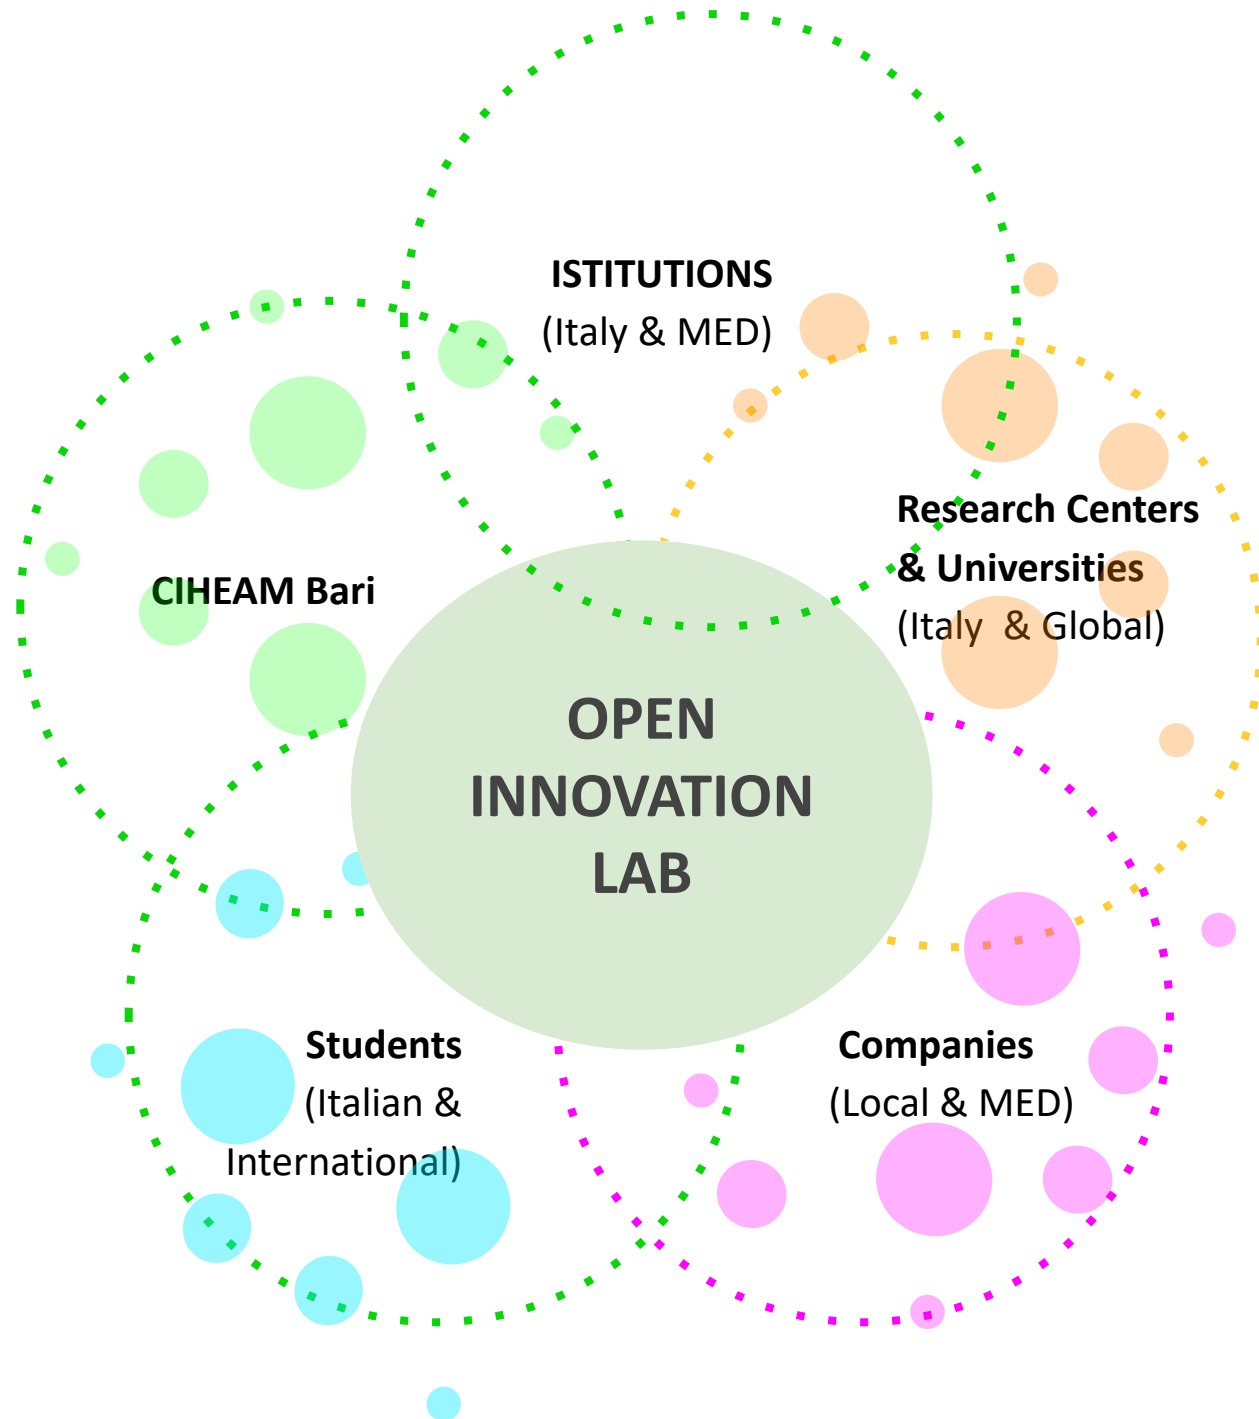 ISTITUTIONS
(Italy & MED)
Research Centers
& Universities
(Italy & Global)
CIHEAM Bari
OPEN
INNOVATION
LAB
Students
(Italian &
International)
Companies
(Local & MED)